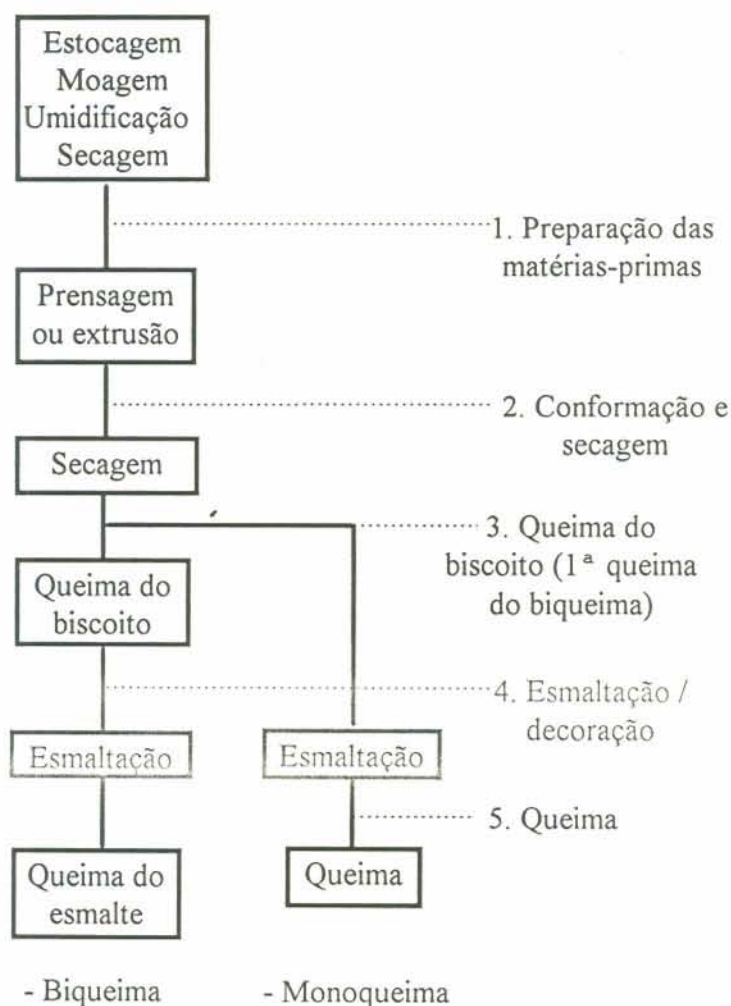 Estocagem
Moagem
Umidificação
Secagem
1. Preparação das
matérias-primas
Prensagem
ou extrusão
2. Conformação e
secagem
Secagem
3. Queima do
biscoito (1ª queima
do biqueima)
Queima do
biscoito
4. Esmaltação /
decoração
Esmaltação
Esmaltação
5. Queima
Queima do
esmalte
Queima
- Biqueima
- Monoqueima